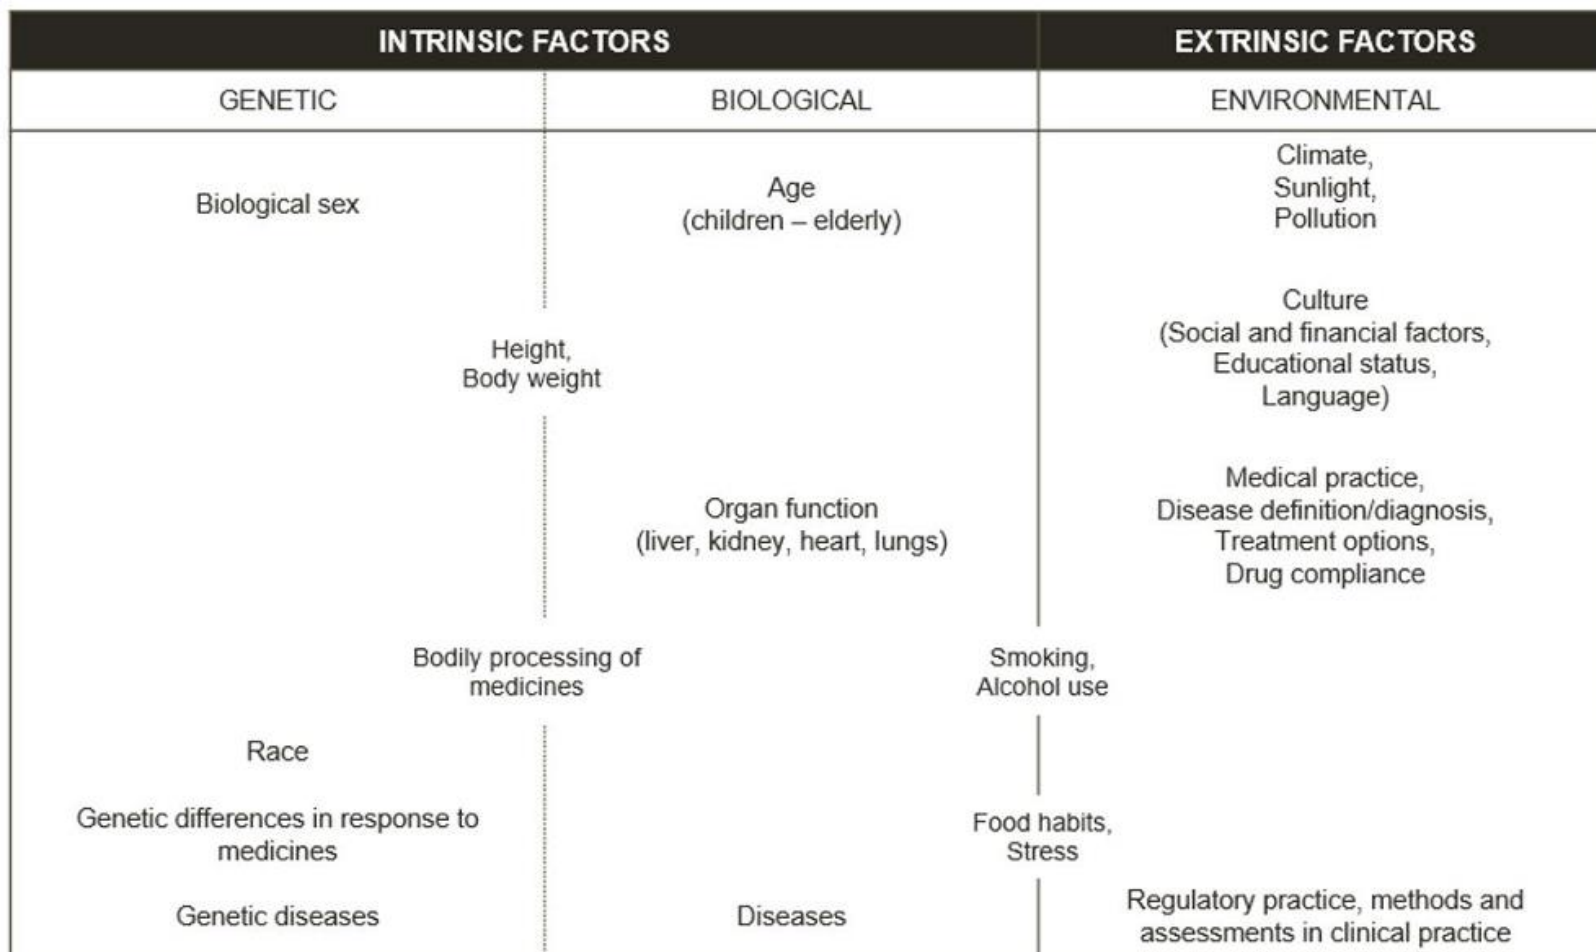 INTRINSIC FACTORS
EXTRINSIC FACTORS
GENETIC
BIOLOGICAL
ENVIRONMENTAL
Biological sex
Age
(children – elderly)
Climate,
Sunlight,
Pollution
Height,
Body weight
Culture
(Social and financial factors,
Educational status,
Language)
Organ function
(liver, kidney, heart, lungs)
Medical practice,
Disease definition/diagnosis,
Treatment options,
Drug compliance
Bodily processing of
medicines
Smoking,
Alcohol use
Race
Genetic differences in response to
medicines
Food habits,
Stress
Genetic diseases
Diseases
Regulatory practice, methods and
assessments in clinical practice